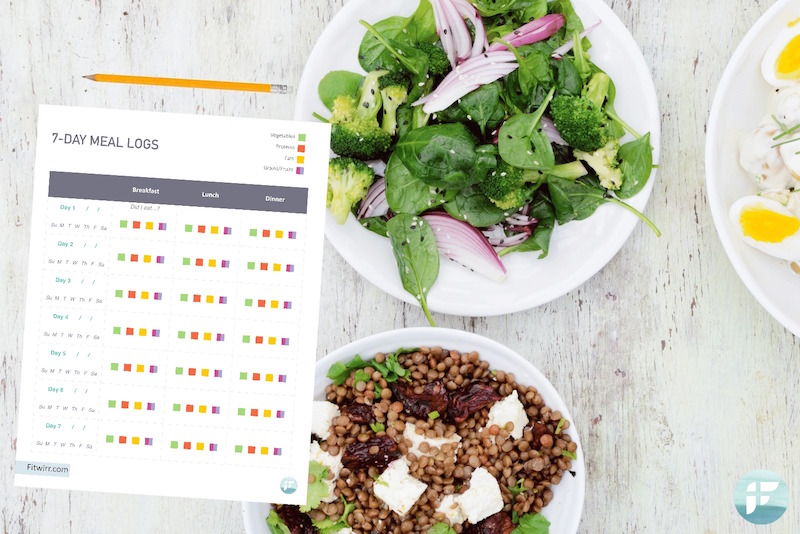 7-DAY MEAL LOGS
Vegetables
Proteins
Fats
Grains/Fruits
Breakfast Lunch Dinner
Day 1 / / Did I eat...?
Su M T W Th F Sa
Day 2 / /
Su M T W Th F Sa
Day 3 / /
Su M T W Th F Sa
Day 4 / /
Su M T W Th F Sa
Day 5 / /
Su M T W Th F Sa
Day 6 / /
Su M T W Th F Sa
Day 7 / /
Su M T W Th F Sa
Fitwirr.com